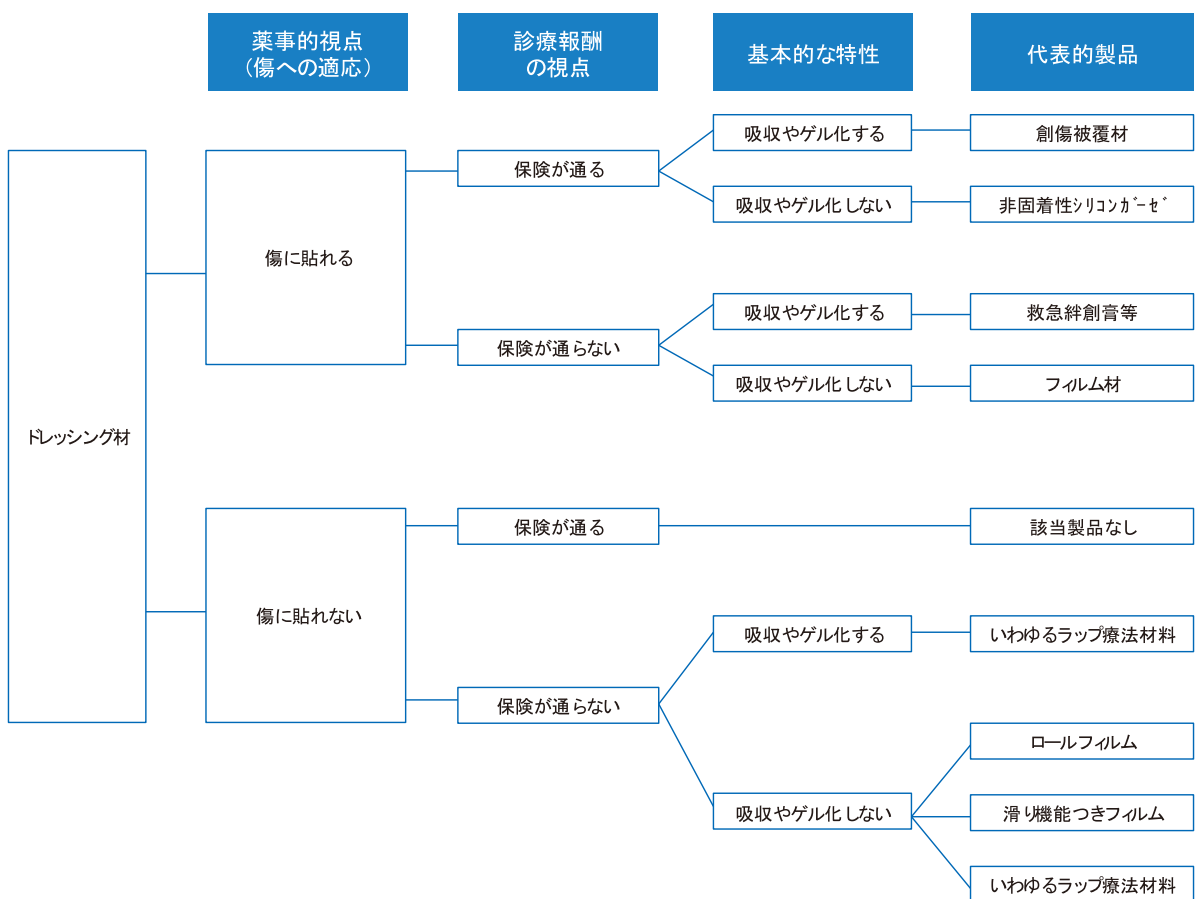 薬事的視点
（傷への適応）
診療報酬
の視点
基本的な特性
代表的製品
ドレッシング材
傷に貼れる
保険が通る
吸収やゲル化する
創傷被覆材
吸収やゲル化しない
非固着性シリコンガーゼ
保険が通らない
吸収やゲル化する
救急絆創膏等
吸収やゲル化しない
フィルム材
傷に貼れない
保険が通る
該当製品なし
保険が通らない
吸収やゲル化する
いわゆるラップ療法材料
吸収やゲル化しない
ロールフィルム
滑り機能つきフィルム
いわゆるラップ療法材料